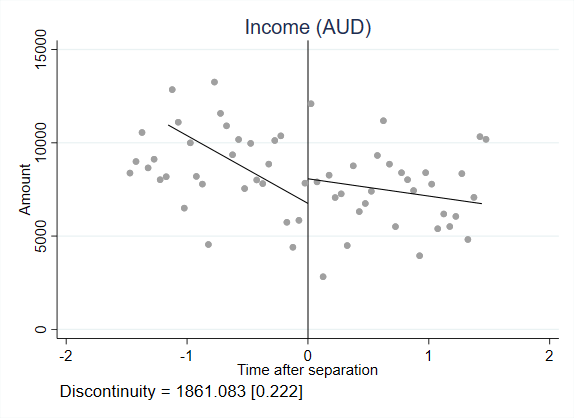 Income (AUD)
15000
10000
5000
0
Amount
-2
-1
0
1
2
Time after separation
Discontinuity = 1861.083 [0.222]